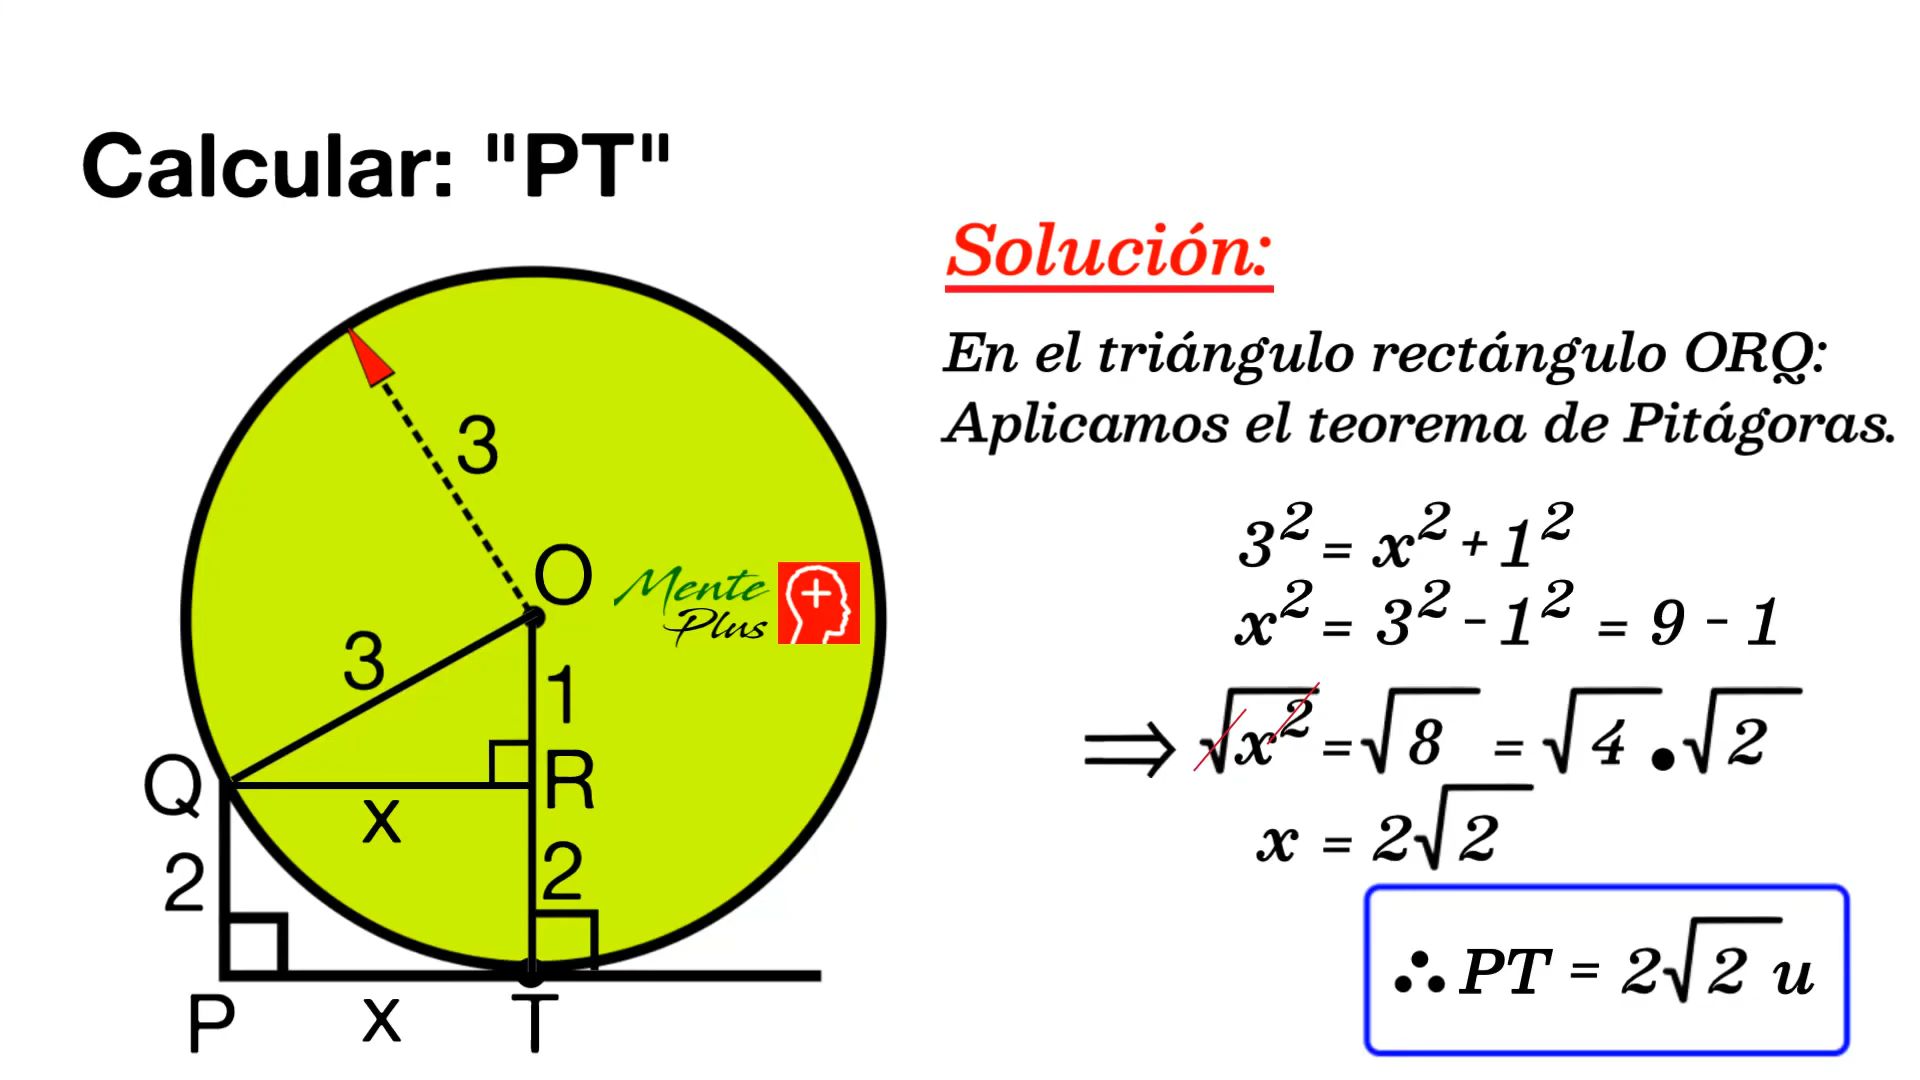 Calcular: "PT"
Solución:
En el triángulo rectángulo ORQ:
Aplicamos el teorema de Pitágoras.
3² = x² + 1²
x² = 3² - 1² = 9 - 1
⇒ √x² = √8 = √4 • √2
x = 2√2
∴ PT = 2√2 u
3
O
Mente
Plus
3
1
Q
R
x
2
2
P
x
T